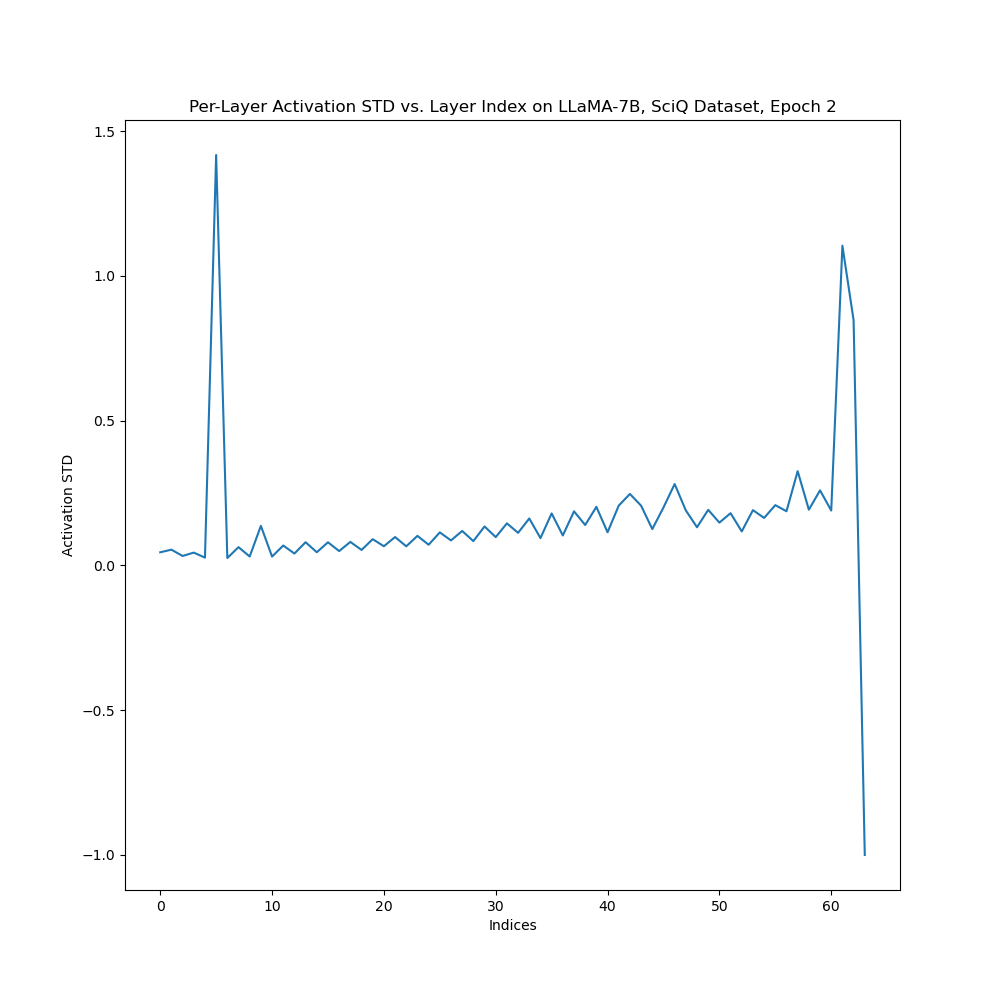 Per-Layer Activation STD vs. Layer Index on LLaMA-7B, SciQ Dataset, Epoch 2
1.5
1.0
0.5
0.0
−0.5
−1.0
Activation STD
0 10 20 30 40 50 60
Indices